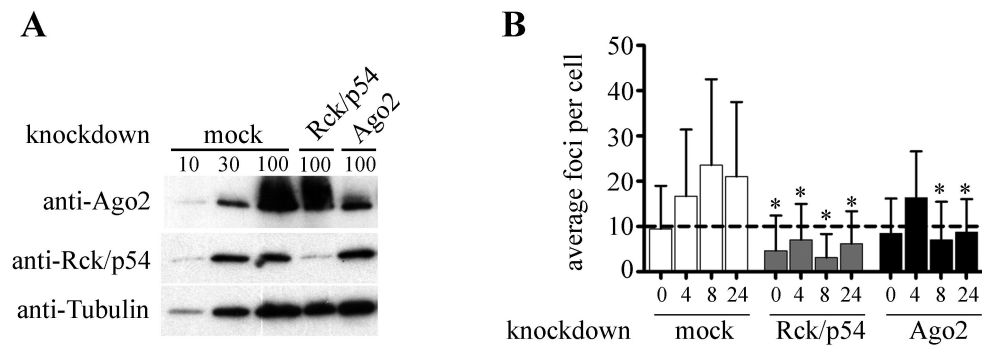 A
knockdown
mock
Rck/p54
Ago2
10 30 100 100 100
anti-Ago2
anti-Rck/p54
anti-Tubulin
B
average foci per cell
50
40
30
20
10
0
* * * * * *
0 4 8 24 0 4 8 24 0 4 8 24
knockdown mock Rck/p54 Ago2